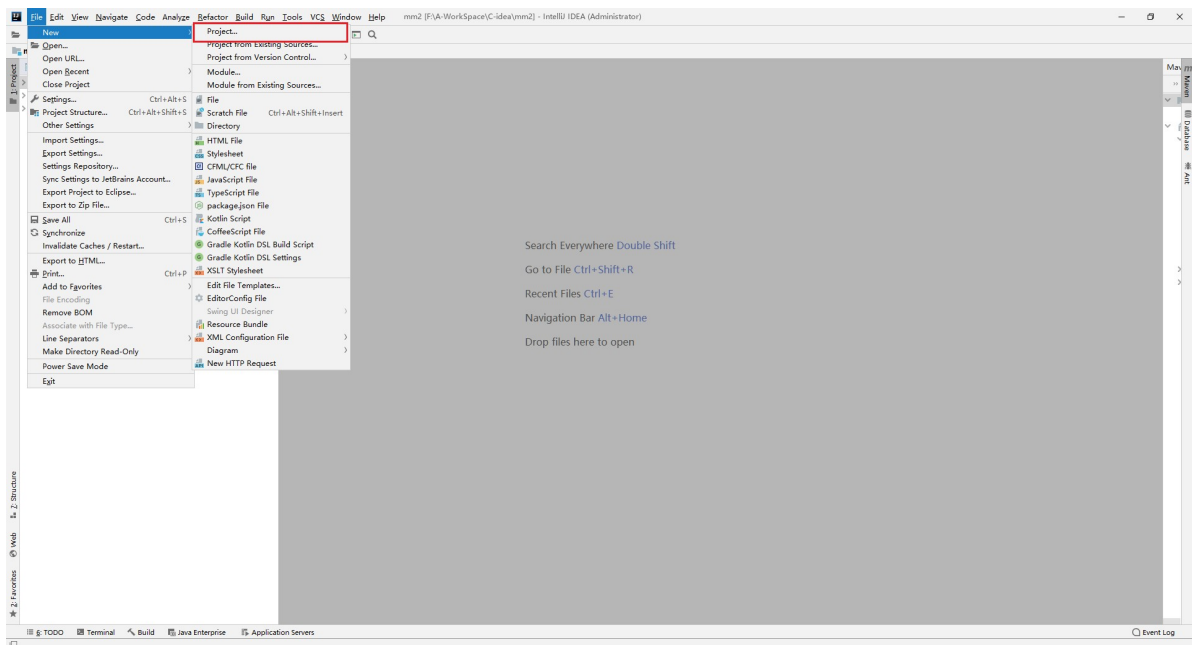 File Edit View Navigate Code Analyze Refactor Build Run Tools VCS Window Help mm2 [F:\A-WorkSpace\C-idea\mm2] - IntelliJ IDEA (Administrator)
New
Open...
Open URL...
Open Recent
Close Project
Settings... Ctrl+Alt+S
Project Structure... Ctrl+Alt+Shift+S
Other Settings
Import Settings...
Export Settings...
Settings Repository...
Sync Settings to JetBrains Account...
Export Project to Eclipse...
Export to Zip File...
Save All Ctrl+S
Synchronize
Invalidate Caches / Restart...
Export to HTML...
Print... Ctrl+P
Add to Favorites
File Encoding
Remove BOM
Associate with File Type...
Line Separators
Make Directory Read-Only
Power Save Mode
Exit
Project...
Project from Existing Sources...
Project from Version Control...
Module...
Module from Existing Sources...
File
Scratch File Ctrl+Alt+Shift+Insert
Directory
HTML File
Stylesheet
CFML/CFC file
JavaScript File
TypeScript File
package.json File
Kotlin Script
CoffeeScript File
Gradle Kotlin DSL Build Script
Gradle Kotlin DSL Settings
XSLT Stylesheet
Edit File Templates...
EditorConfig File
Swing UI Designer
Resource Bundle
XML Configuration File
Diagram
New HTTP Request
Search Everywhere Double Shift
Go to File Ctrl+Shift+R
Recent Files Ctrl+E
Navigation Bar Alt+Home
Drop files here to open
1: Project
Z: Structure
Web
2: Favorites
Maven
Database
Ant
6: TODO Terminal Build Java Enterprise Application Servers Event Log